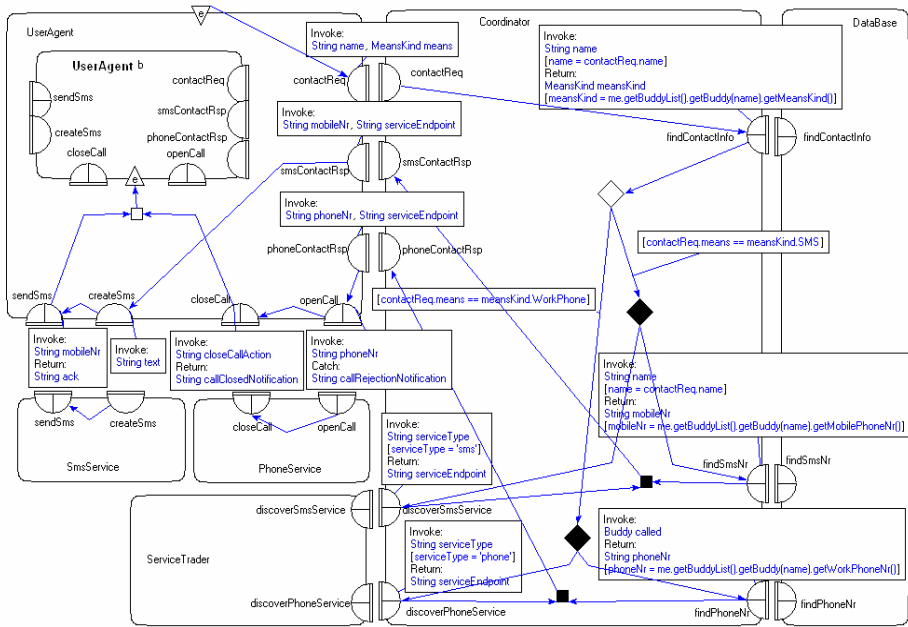 UserAgent
e
Invoke:
String name, MeansKind means
Coordinator
DataBase
UserAgent b
contactReq
sendSms
smsContactRsp
createSms
phoneContactRsp
closeCall
openCall
e
contactReq
contactReq
Invoke:
String name
[name = contactReq.name]
Return:
MeansKind meansKind
[meansKind = me.getBuddyList().getBuddy(name).getMeansKind()]
Invoke:
String mobileNr, String serviceEndpoint
findContactInfo
findContactInfo
smsContactRsp
smsContactRsp
Invoke:
String phoneNr, String serviceEndpoint
phoneContactRsp
phoneContactRsp
[contactReq.means == meansKind.SMS]
[contactReq.means == meansKind.WorkPhone]
sendSms
createSms
closeCall
openCall
Invoke:
String mobileNr
Return:
String ack
Invoke:
String text
Invoke:
String closeCallAction
Return:
String callClosedNotification
Invoke:
String phoneNr
Catch:
String callRejectionNotification
Invoke:
String name
[name = contactReq.name]
Return:
String mobileNr
[mobileNr = me.getBuddyList().getBuddy(name).getMobilePhoneNr()]
sendSms
createSms
SmsService
closeCall
openCall
PhoneService
Invoke:
String serviceType
[serviceType = 'sms']
Return:
String serviceEndpoint
findSmsNr
findSmsNr
discoverSmsService
discoverSmsService
ServiceTrader
Invoke:
String serviceType
[serviceType = 'phone']
Return:
String serviceEndpoint
Invoke:
Buddy called
Return:
String phoneNr
[phoneNr = me.getBuddyList().getBuddy(name).getWorkPhoneNr()]
discoverPhoneService
discoverPhoneService
findPhoneNr
findPhoneNr